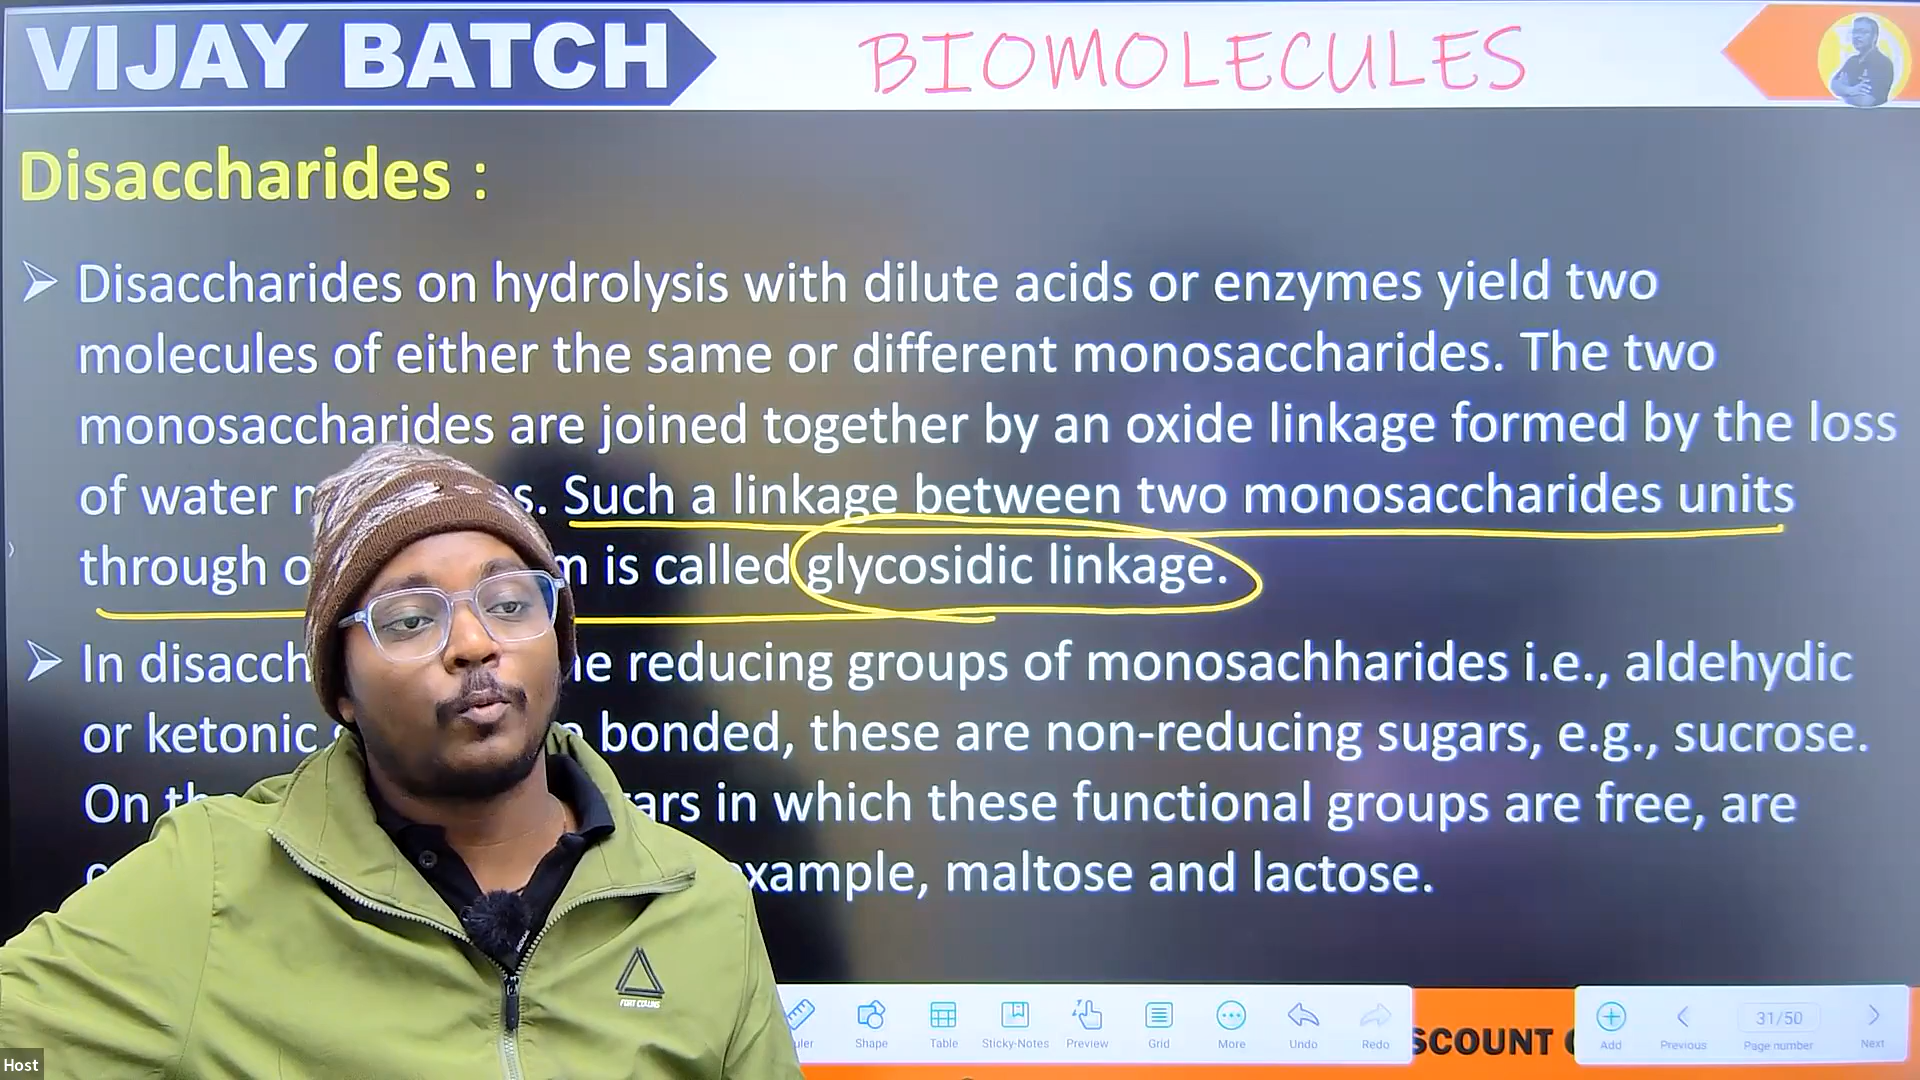 VIJAY BATCH
BIOMOLECULES
Disaccharides :
Disaccharides on hydrolysis with dilute acids or enzymes yield two
molecules of either the same or different monosaccharides. The two
monosaccharides are joined together by an oxide linkage formed by the loss
of water s. Such a linkage between two monosaccharides units
through is called glycosidic linkage.
In reducing groups of monosachharides i.e., aldehydic
or ketonic bonded, these are non-reducing sugars, e.g., sucrose.
On in which these functional groups are free, are
maltose and lactose.
FORT COLLINS
Shape Table Sticky-Notes Preview Grid More Undo Redo
Add Previous 31/50 Page number Next
Host